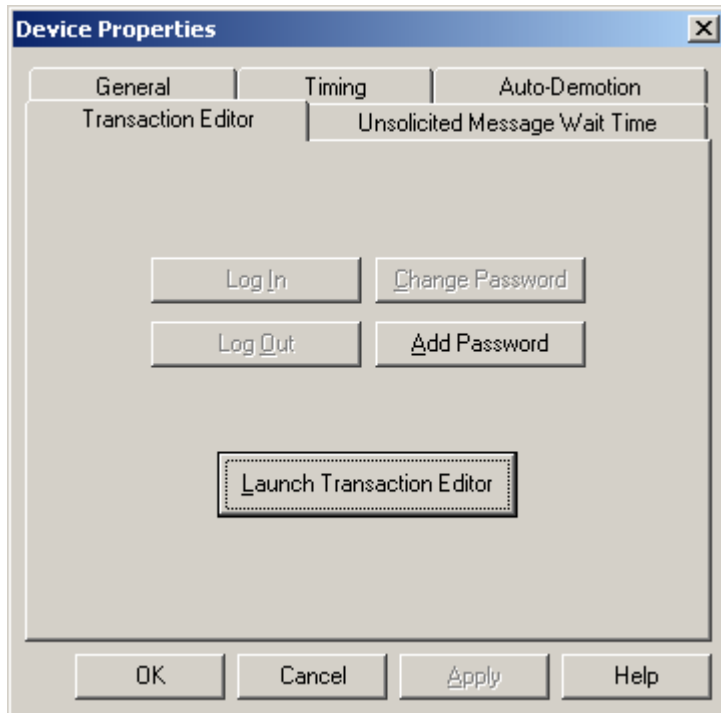 Device Properties
General Timing Auto-Demotion
Transaction Editor Unsolicited Message Wait Time
Log In Change Password
Log Out Add Password
Launch Transaction Editor
OK Cancel Apply Help